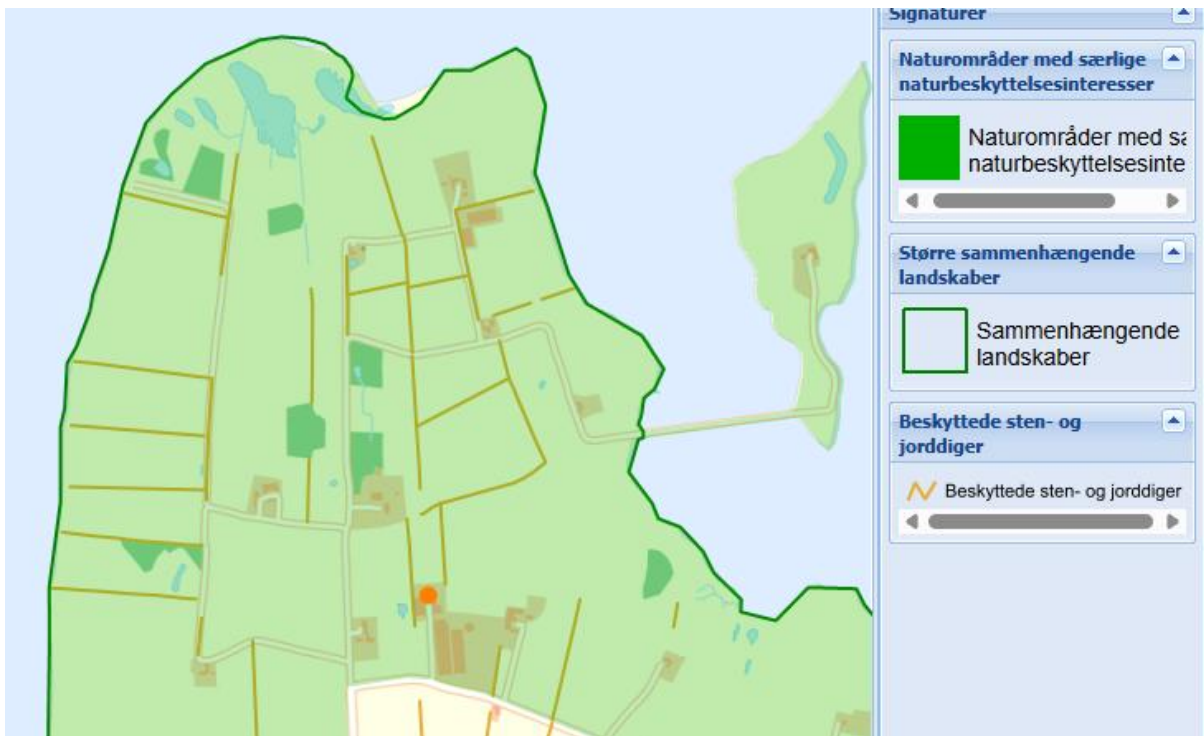 Signaturer
Naturområder med særlige
naturbeskyttelsesinteresser
Naturområder med sæ
naturbeskyttelsesinte
Større sammenhængende
landskaber
Sammenhængende
landskaber
Beskyttede sten- og
jorddiger
Beskyttede sten- og jorddiger